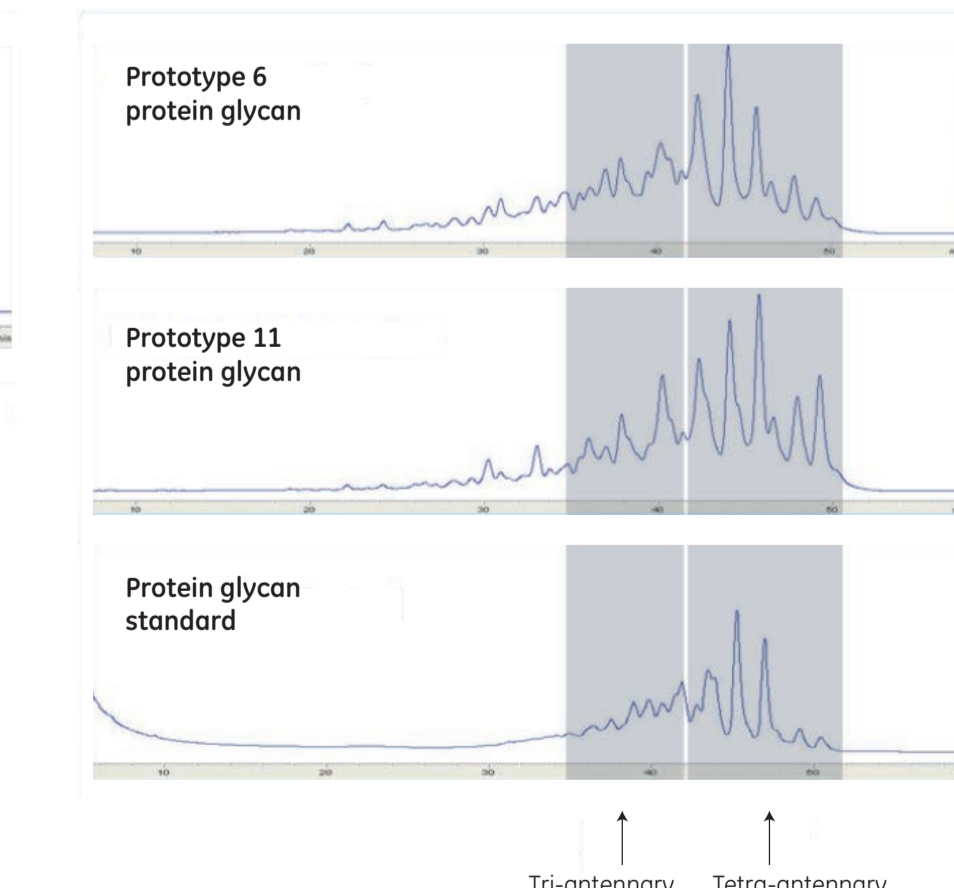 Prototype 6
protein glycan
10 20 30 40 50
Prototype 11
protein glycan
10 20 30 40 50
Protein glycan
standard
10 20 30 40 50
Tri-antennary Tetra-antennary